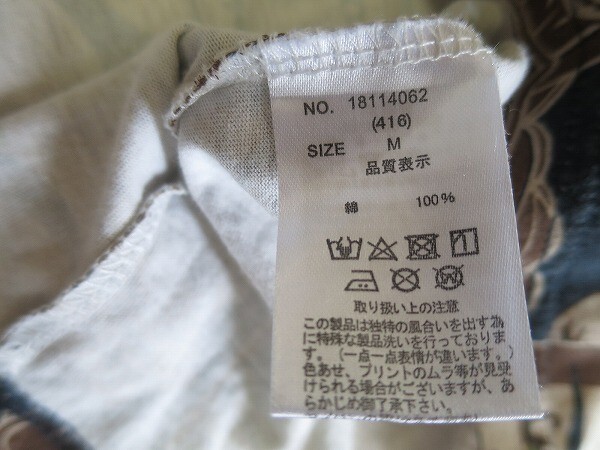 NO. 18114062
(416)
SIZE M
品質表示
綿 100%
取り扱い上の注意
この製品は独特の風合いを出す為
に特殊な製品洗いを行っておりま
す。(一点一点表情が違います。)
色あせ、プリントのムラ等が見受
けられる場合がございますが、あ
らかじめ御了承下さい。